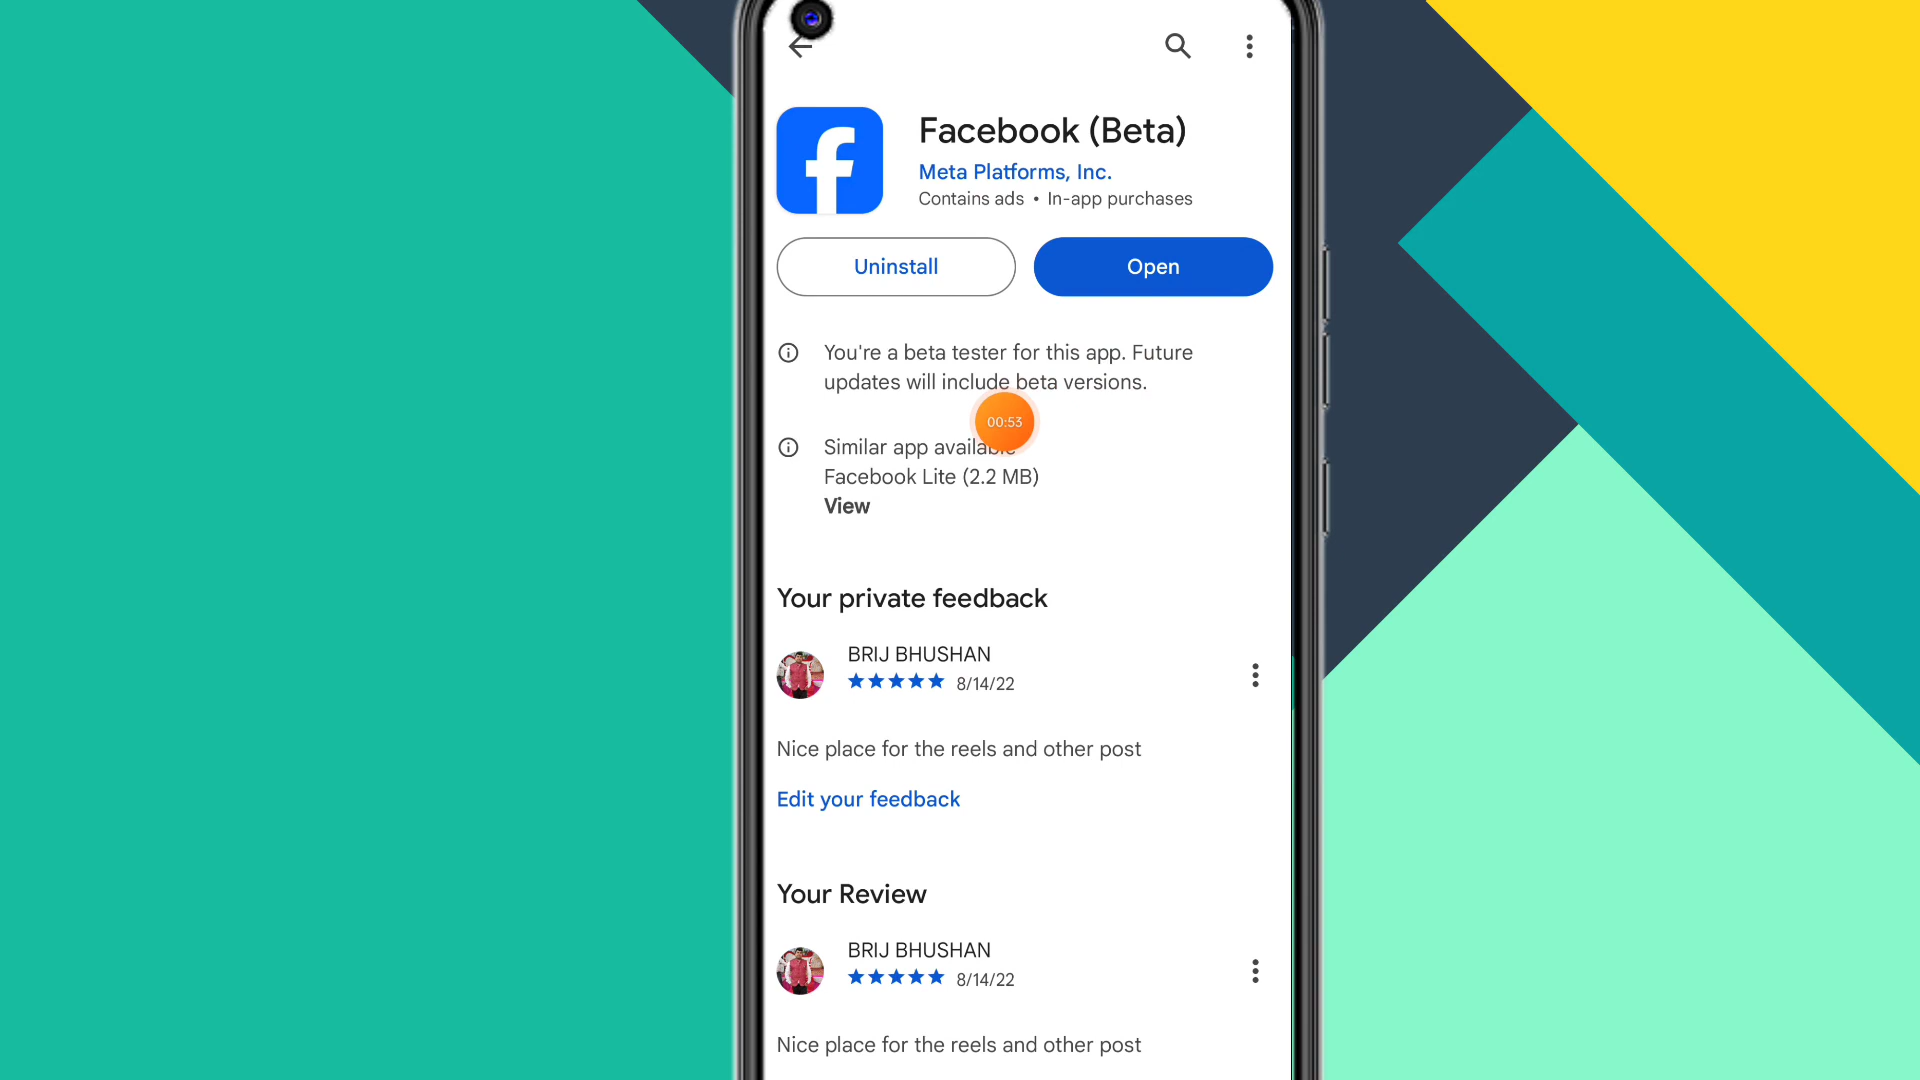 Facebook (Beta)
Meta Platforms, Inc.
Contains ads • In-app purchases
Uninstall
Open
You're a beta tester for this app. Future
updates will include beta versions.
00:53
Similar app available
Facebook Lite (2.2 MB)
View
Your private feedback
BRIJ BHUSHAN
8/14/22
Nice place for the reels and other post
Edit your feedback
Your Review
BRIJ BHUSHAN
8/14/22
Nice place for the reels and other post